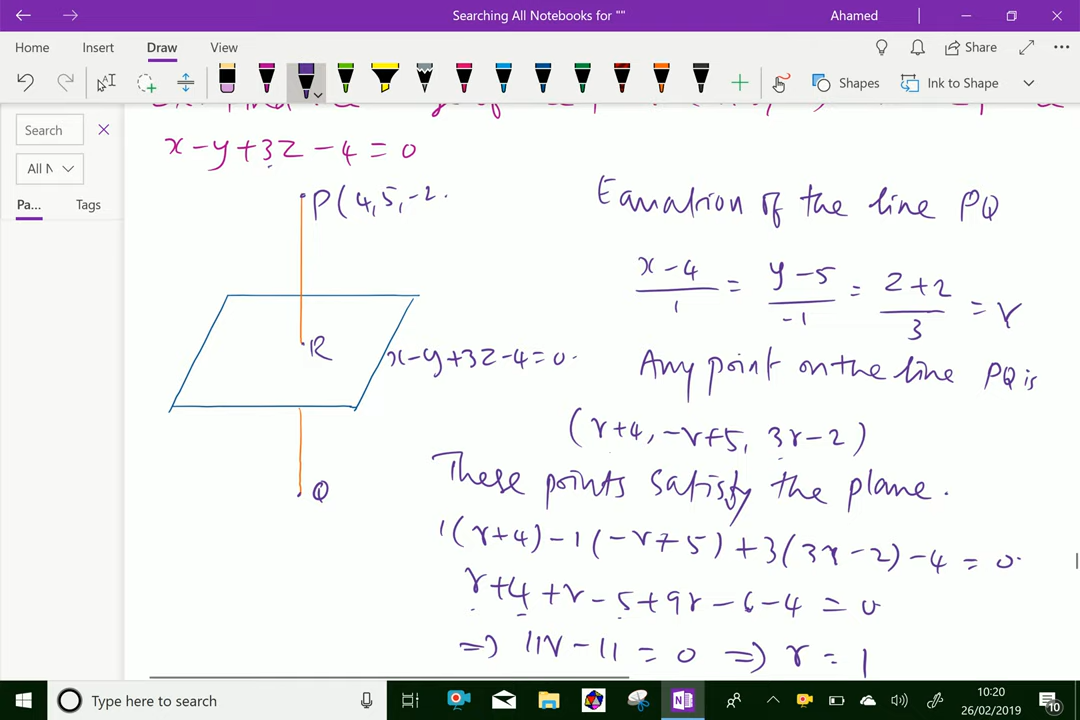 Searching All Notebooks for ""
Ahamed
Home Insert Draw View
Share
Shapes
Ink to Shape
Search
All N
Pa...
Tags
x-y+3z-4=0
P(4,5,-2.
R
x-y+3z-4=0.
Q
Equation of the line PQ
x-4/1 = y-5/-1 = z+2/3 = r
Any point on the line PQ is
(r+4, -r+5, 3r-2)
These points satisfy the plane.
1(r+4)-1(-r+5)+3(3r-2)-4=0.
r+4+r-5+9r-6-4=0
=> 11r-11=0 => r=1
Type here to search
10:20
26/02/2019
10